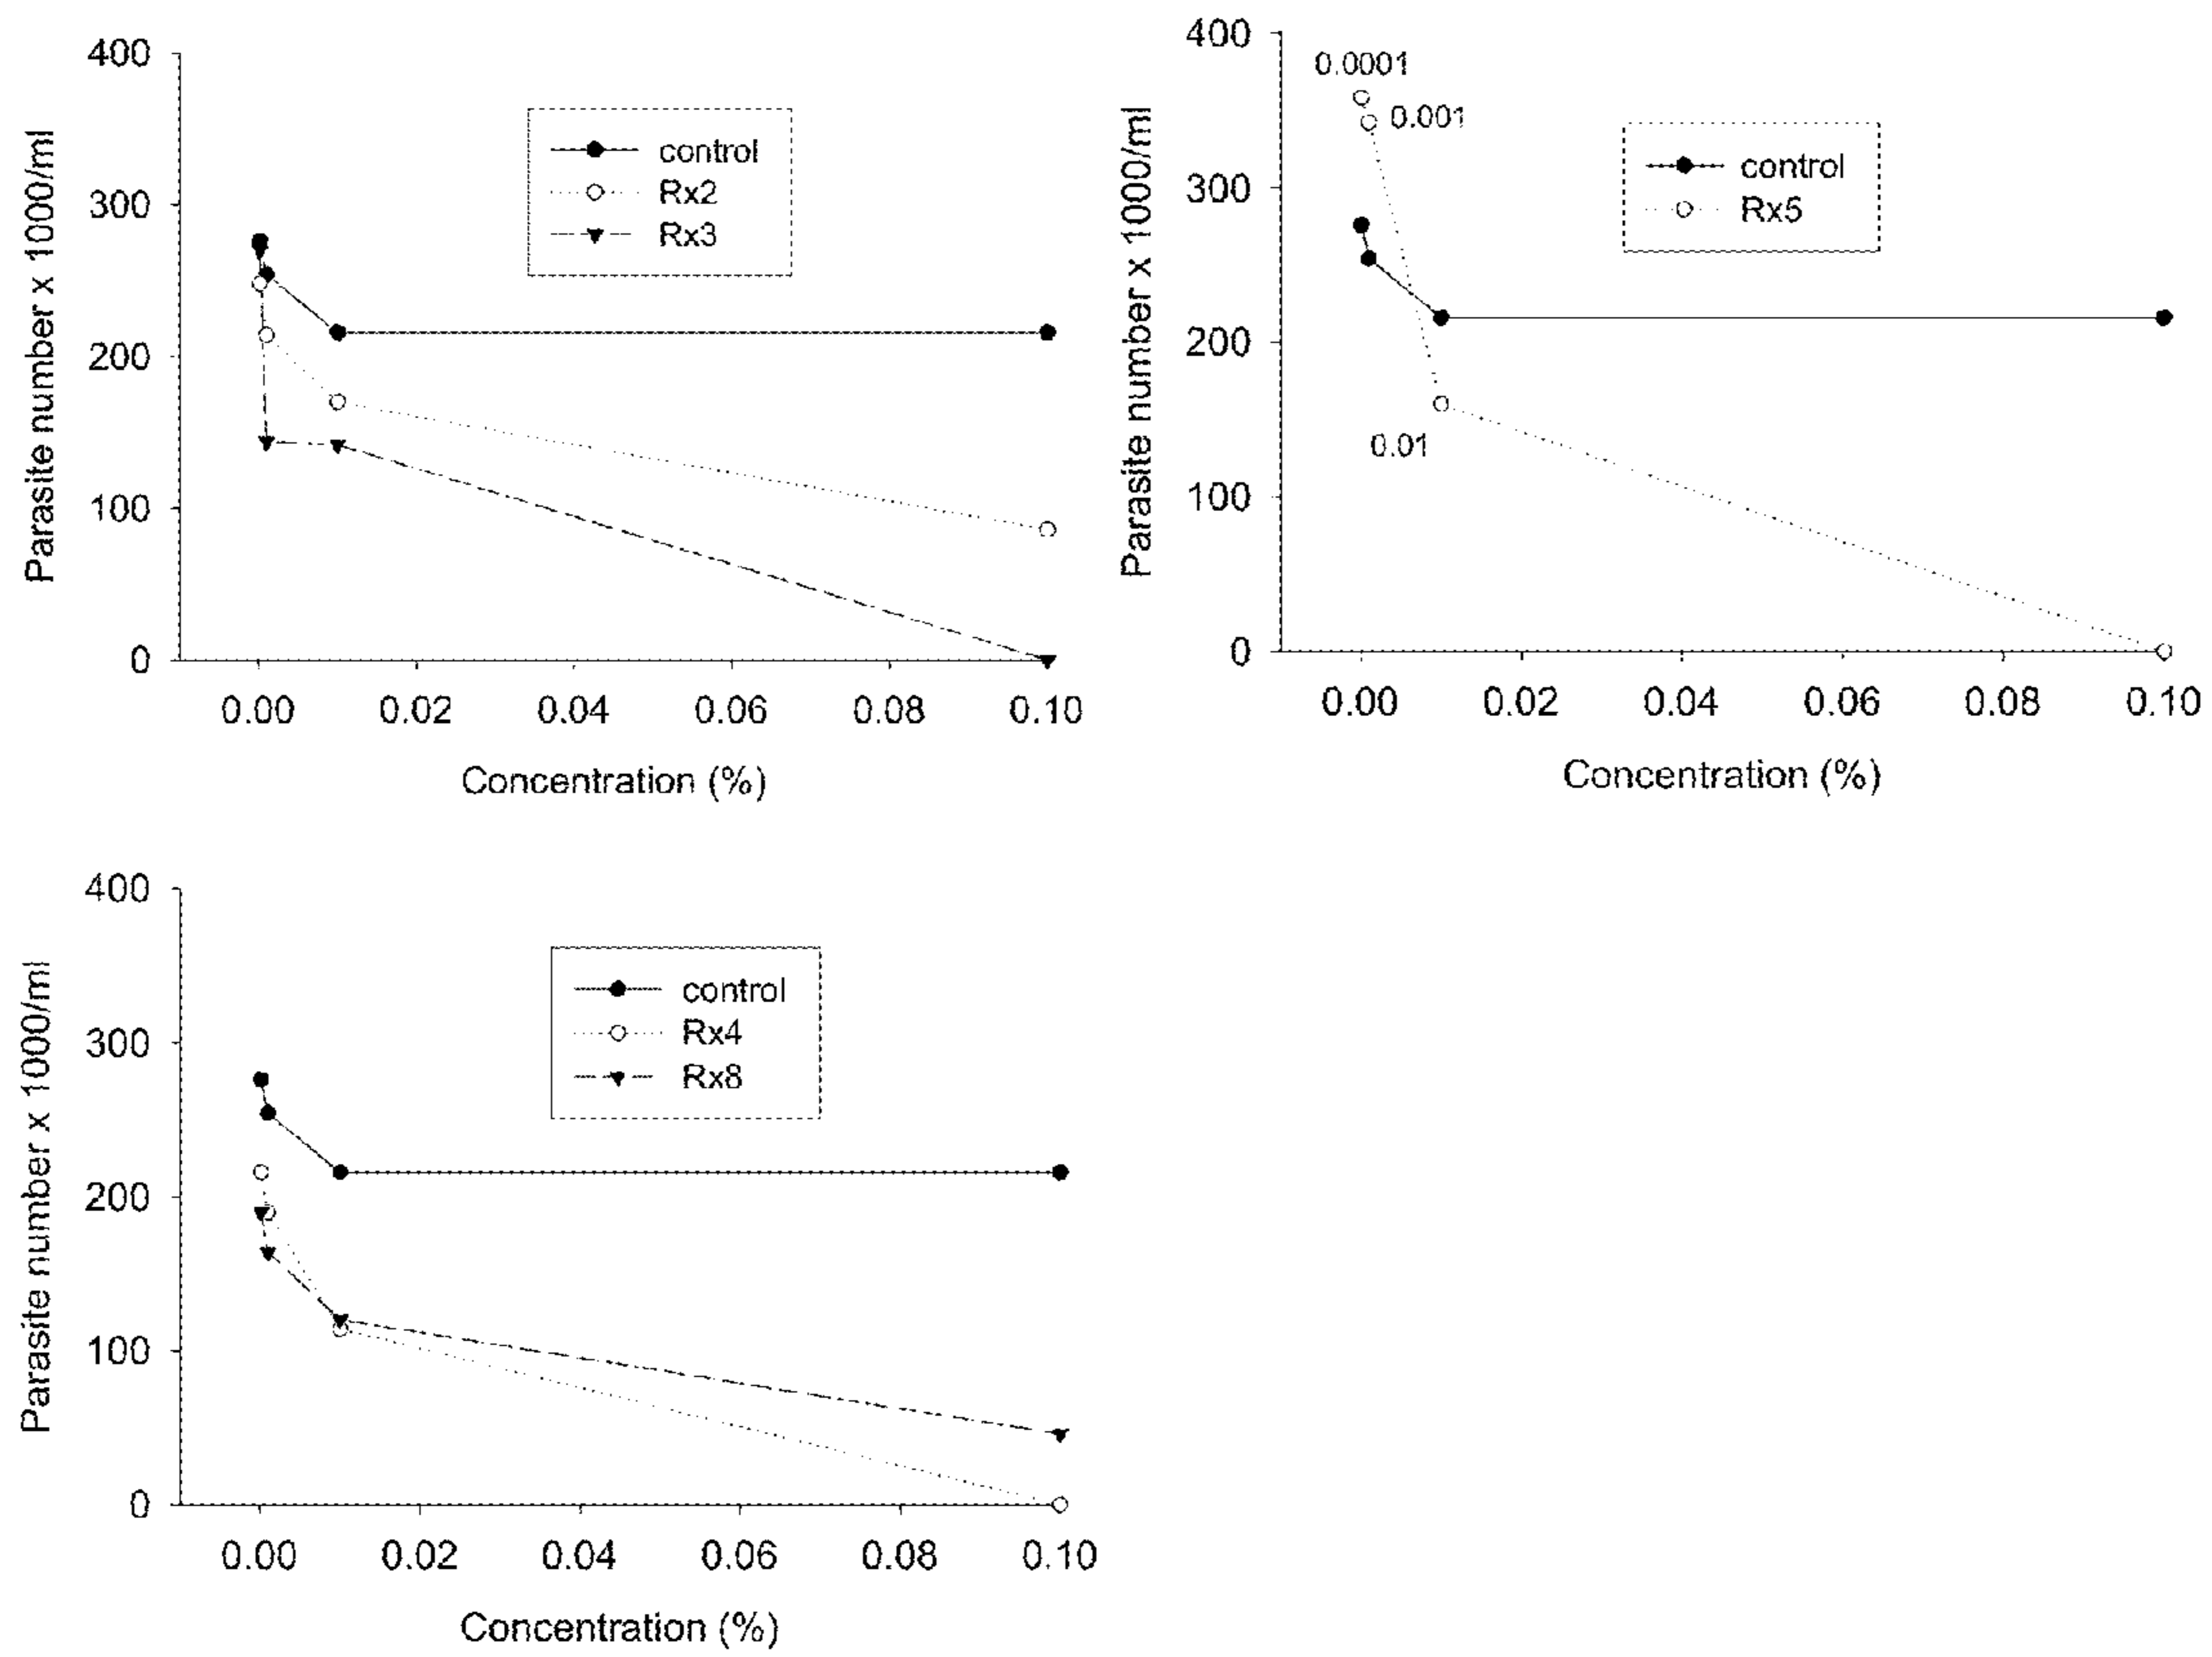 400
300
200
100
0
Parasite number x 1000/ml
control
Rx2
Rx3
0.00 0.02 0.04 0.06 0.08 0.10
Concentration (%)
400
300
200
100
0
Parasite number x 1000/ml
0.0001
0.001
0.01
control
Rx5
0.00 0.02 0.04 0.06 0.08 0.10
Concentration (%)
400
300
200
100
0
Parasite number x 1000/ml
control
Rx4
Rx8
0.00 0.02 0.04 0.06 0.08 0.10
Concentration (%)